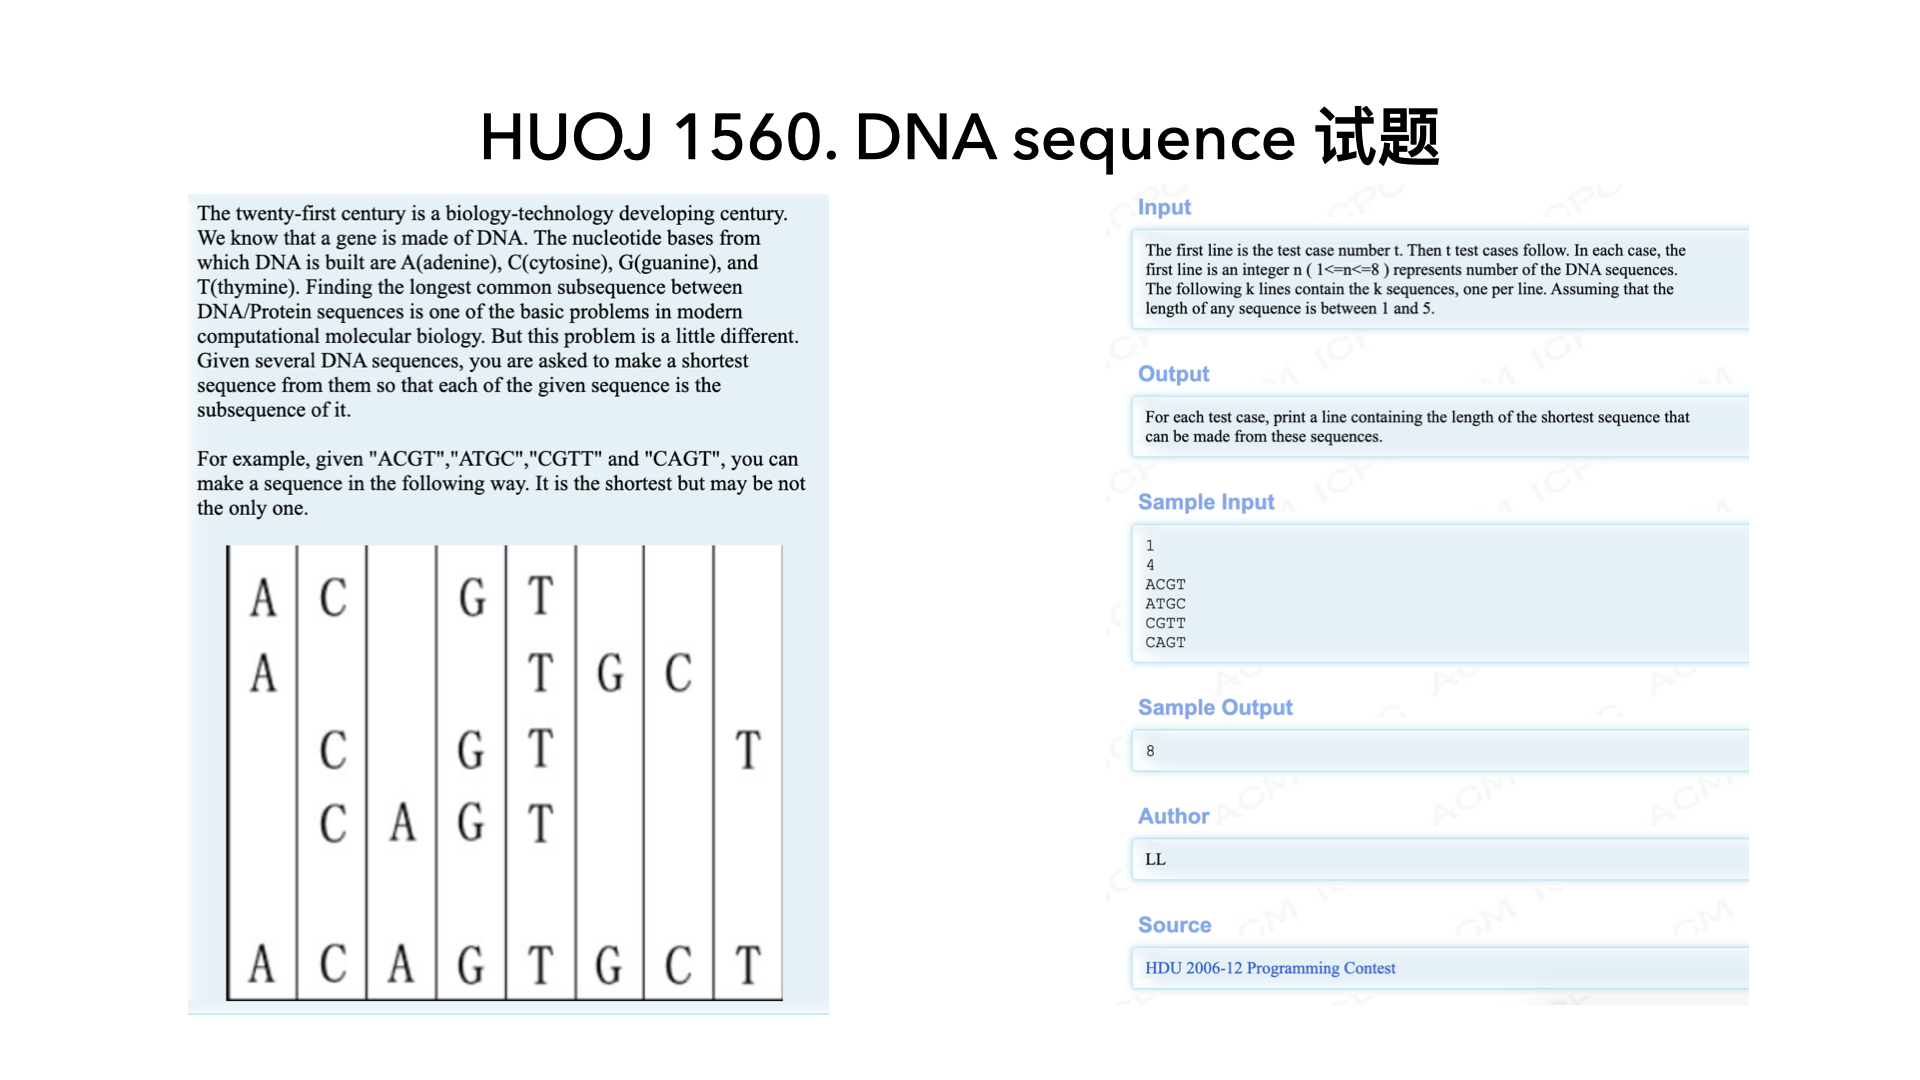 HUOJ 1560. DNA sequence 试题
The twenty-first century is a biology-technology developing century.
We know that a gene is made of DNA. The nucleotide bases from
which DNA is built are A(adenine), C(cytosine), G(guanine), and
T(thymine). Finding the longest common subsequence between
DNA/Protein sequences is one of the basic problems in modern
computational molecular biology. But this problem is a little different.
Given several DNA sequences, you are asked to make a shortest
sequence from them so that each of the given sequence is the
subsequence of it.
For example, given "ACGT","ATGC","CGTT" and "CAGT", you can
make a sequence in the following way. It is the shortest but may be not
the only one.
A C G T
A T G C
C G T T
C A G T
A C A G T G C T
Input
The first line is the test case number t. Then t test cases follow. In each case, the
first line is an integer n ( 1<=n<=8 ) represents number of the DNA sequences.
The following k lines contain the k sequences, one per line. Assuming that the
length of any sequence is between 1 and 5.
Output
For each test case, print a line containing the length of the shortest sequence that
can be made from these sequences.
Sample Input
1
4
ACGT
ATGC
CGTT
CAGT
Sample Output
8
Author
LL
Source
HDU 2006-12 Programming Contest